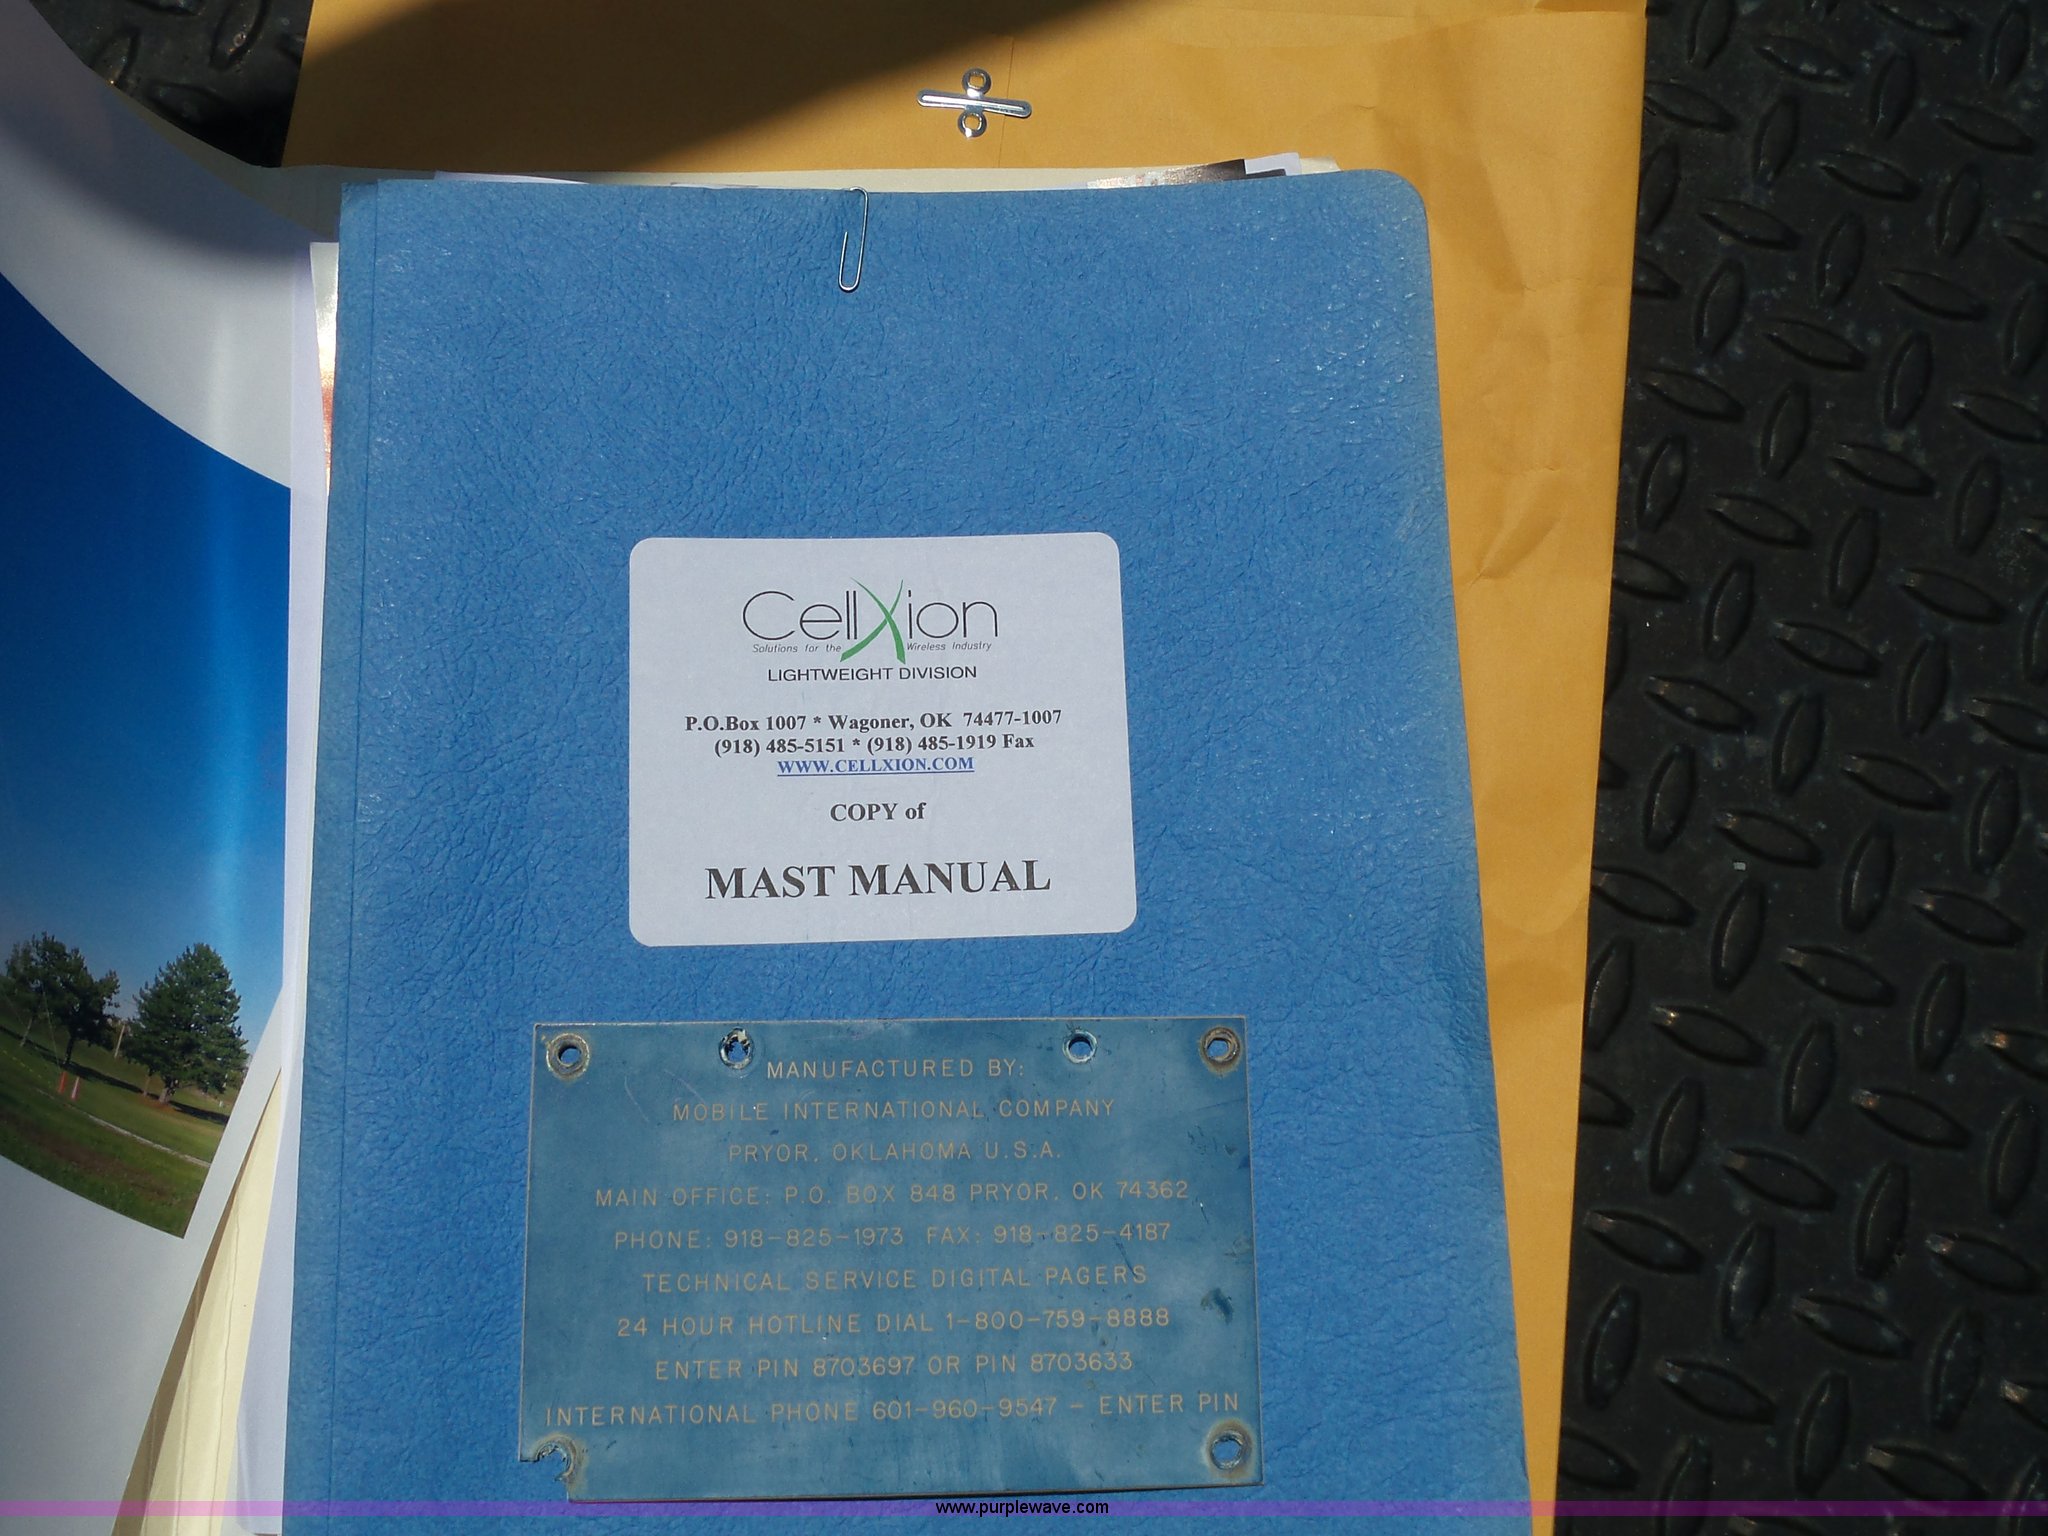 CellXion
Solutions for the Wireless Industry
LIGHTWEIGHT DIVISION
P.O.Box 1007 * Wagoner, OK 74477-1007
(918) 485-5151 * (918) 485-1919 Fax
WWW.CELLXION.COM
COPY of
MAST MANUAL
MANUFACTURED BY:
MOBILE INTERNATIONAL COMPANY
PRYOR, OKLAHOMA U.S.A.
MAIN OFFICE: P.O. BOX 848 PRYOR, OK 74362
PHONE: 918-825-1973 FAX: 918-825-4187
TECHNICAL SERVICE DIGITAL PAGERS
24 HOUR HOTLINE DIAL 1-800-759-8888
ENTER PIN 8703697 OR PIN 8703633
INTERNATIONAL PHONE 601-960-9547 - ENTER PIN
www.purplewave.com